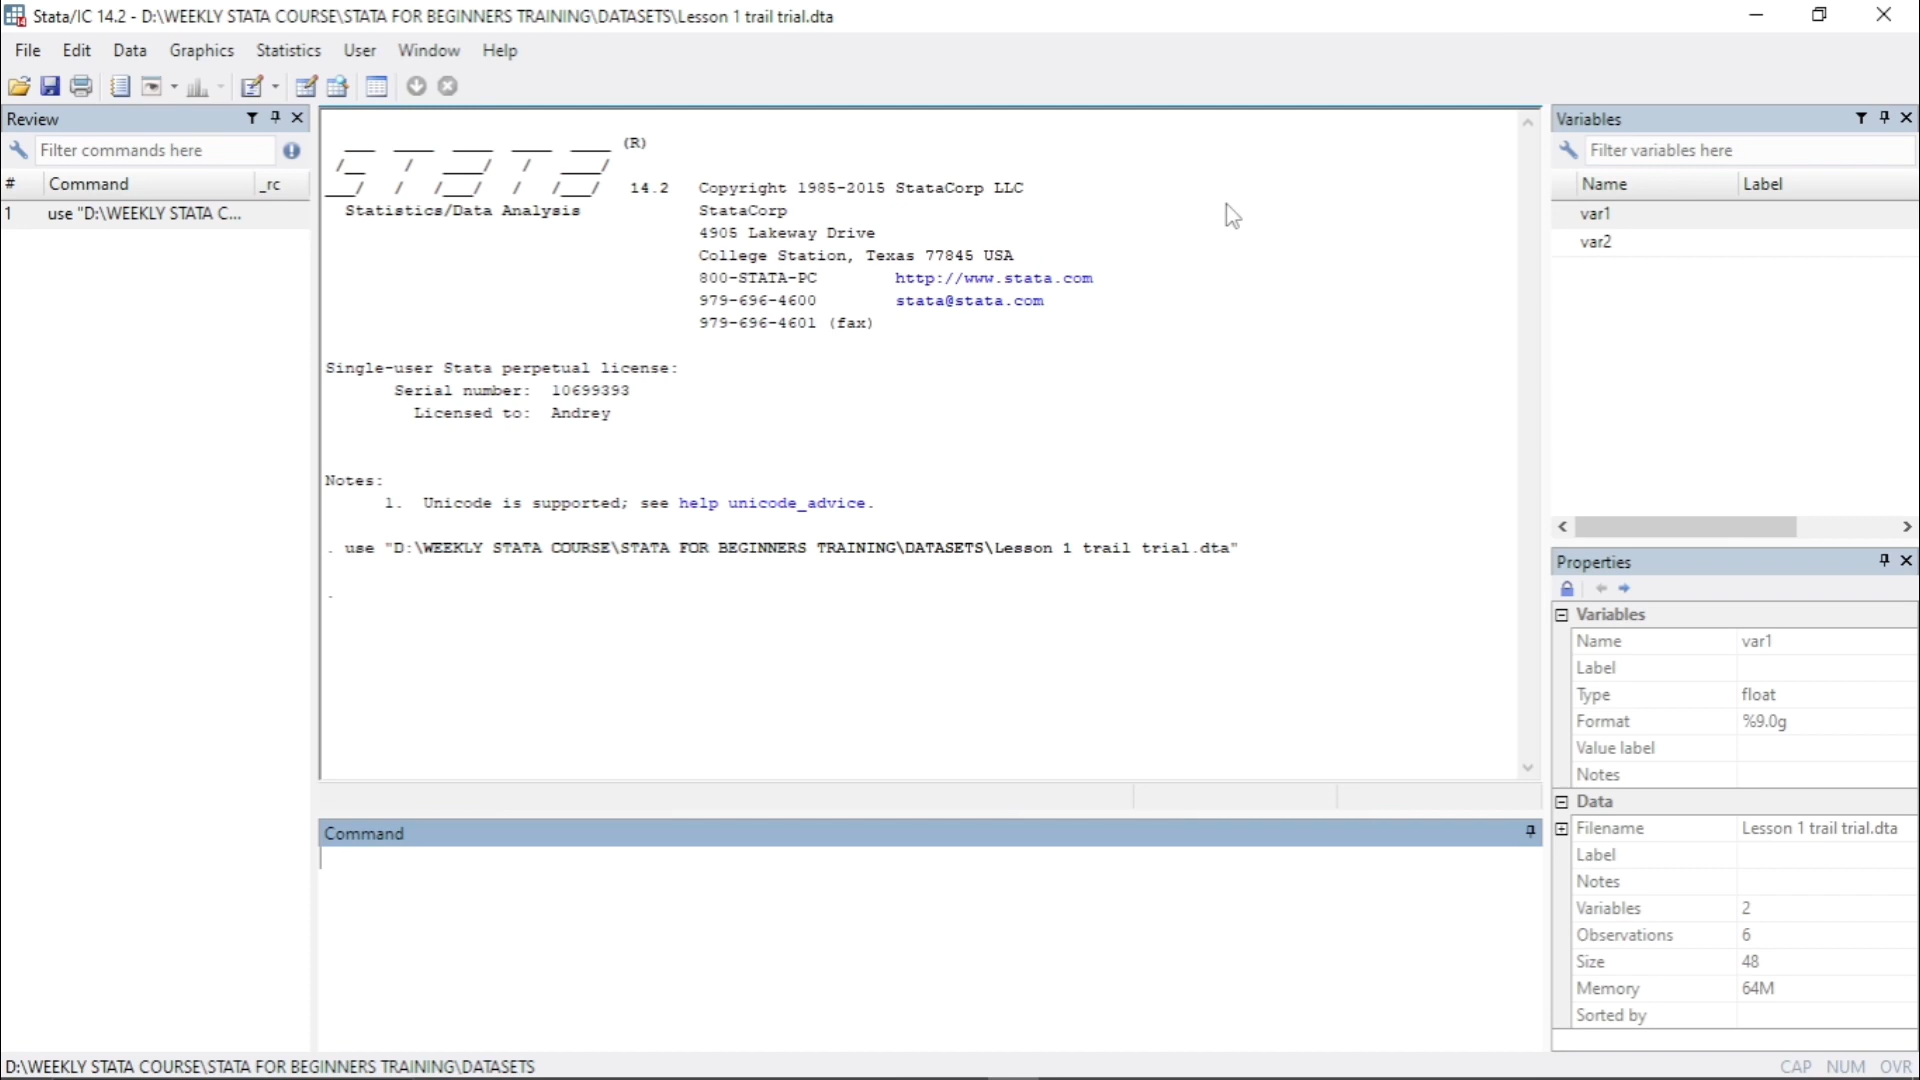 Stata/IC 14.2 - D:\WEEKLY STATA COURSE\STATA FOR BEGINNERS TRAINING\DATASETS\Lesson 1 trail trial.dta
File Edit Data Graphics Statistics User Window Help
Review
Filter commands here
# Command _rc
1 use "D:\WEEKLY STATA C...
(R)
STATA 14.2 Copyright 1985-2015 StataCorp LLC
Statistics/Data Analysis StataCorp
4905 Lakeway Drive
College Station, Texas 77845 USA
800-STATA-PC http://www.stata.com
979-696-4600 stata@stata.com
979-696-4601 (fax)
Single-user Stata perpetual license:
Serial number: 10699393
Licensed to: Andrey
Notes:
1. Unicode is supported; see help unicode_advice.
. use "D:\WEEKLY STATA COURSE\STATA FOR BEGINNERS TRAINING\DATASETS\Lesson 1 trail trial.dta"
.
Command
Variables
Filter variables here
Name Label
var1
var2
Properties
Variables
Name var1
Label
Type float
Format %9.0g
Value label
Notes
Data
Filename Lesson 1 trail trial.dta
Label
Notes
Variables 2
Observations 6
Size 48
Memory 64M
Sorted by
D:\WEEKLY STATA COURSE\STATA FOR BEGINNERS TRAINING\DATASETS
CAP NUM OVR